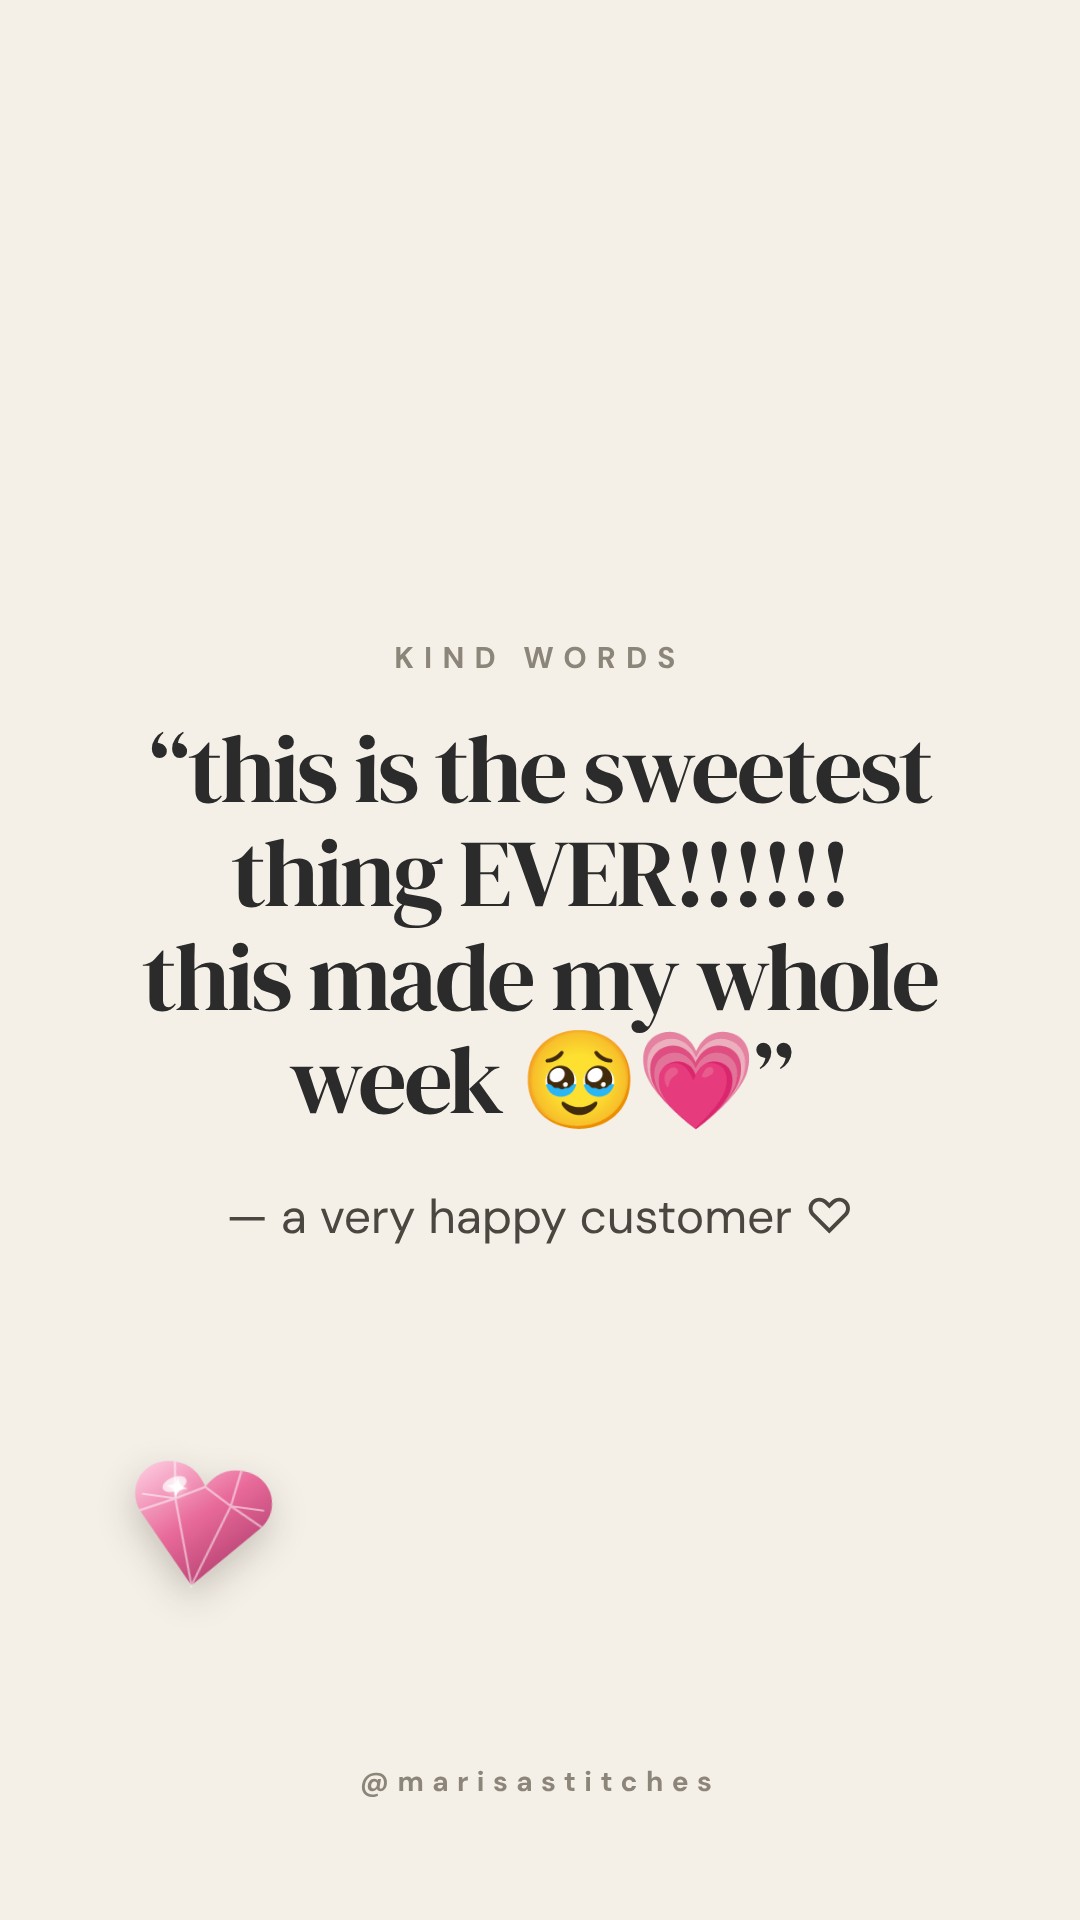 KIND WORDS
“this is the sweetest
thing EVER!!!!!!
this made my whole
week 🥹💗”
— a very happy customer ♡
@marisastitches